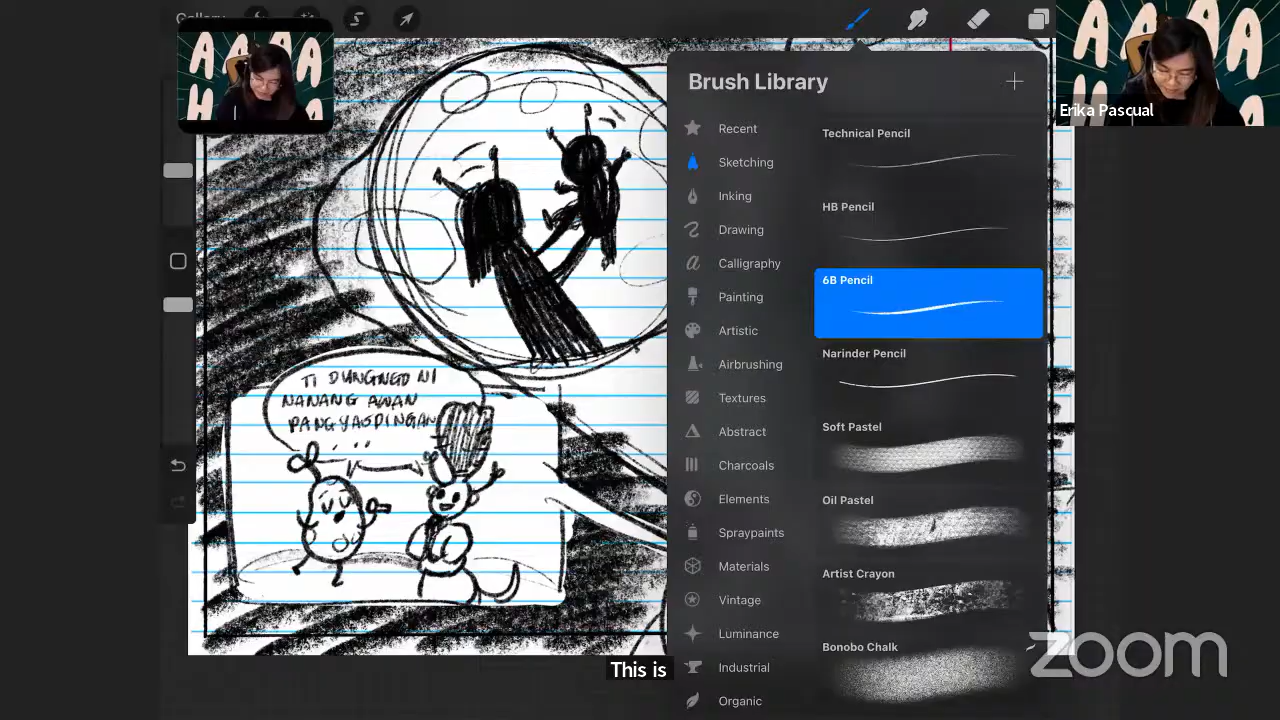 Gallery
Brush Library
Erika Pascual
Recent
Sketching
Inking
Drawing
Calligraphy
Painting
Artistic
Airbrushing
Textures
Abstract
Charcoals
Elements
Spraypaints
Materials
Vintage
Luminance
Industrial
Organic
Technical Pencil
HB Pencil
6B Pencil
Narinder Pencil
Soft Pastel
Oil Pastel
Artist Crayon
Bonobo Chalk
TI DUNGNGO NI
NANANG AWAN
PANGYASPINGAN
...
This is
zoom